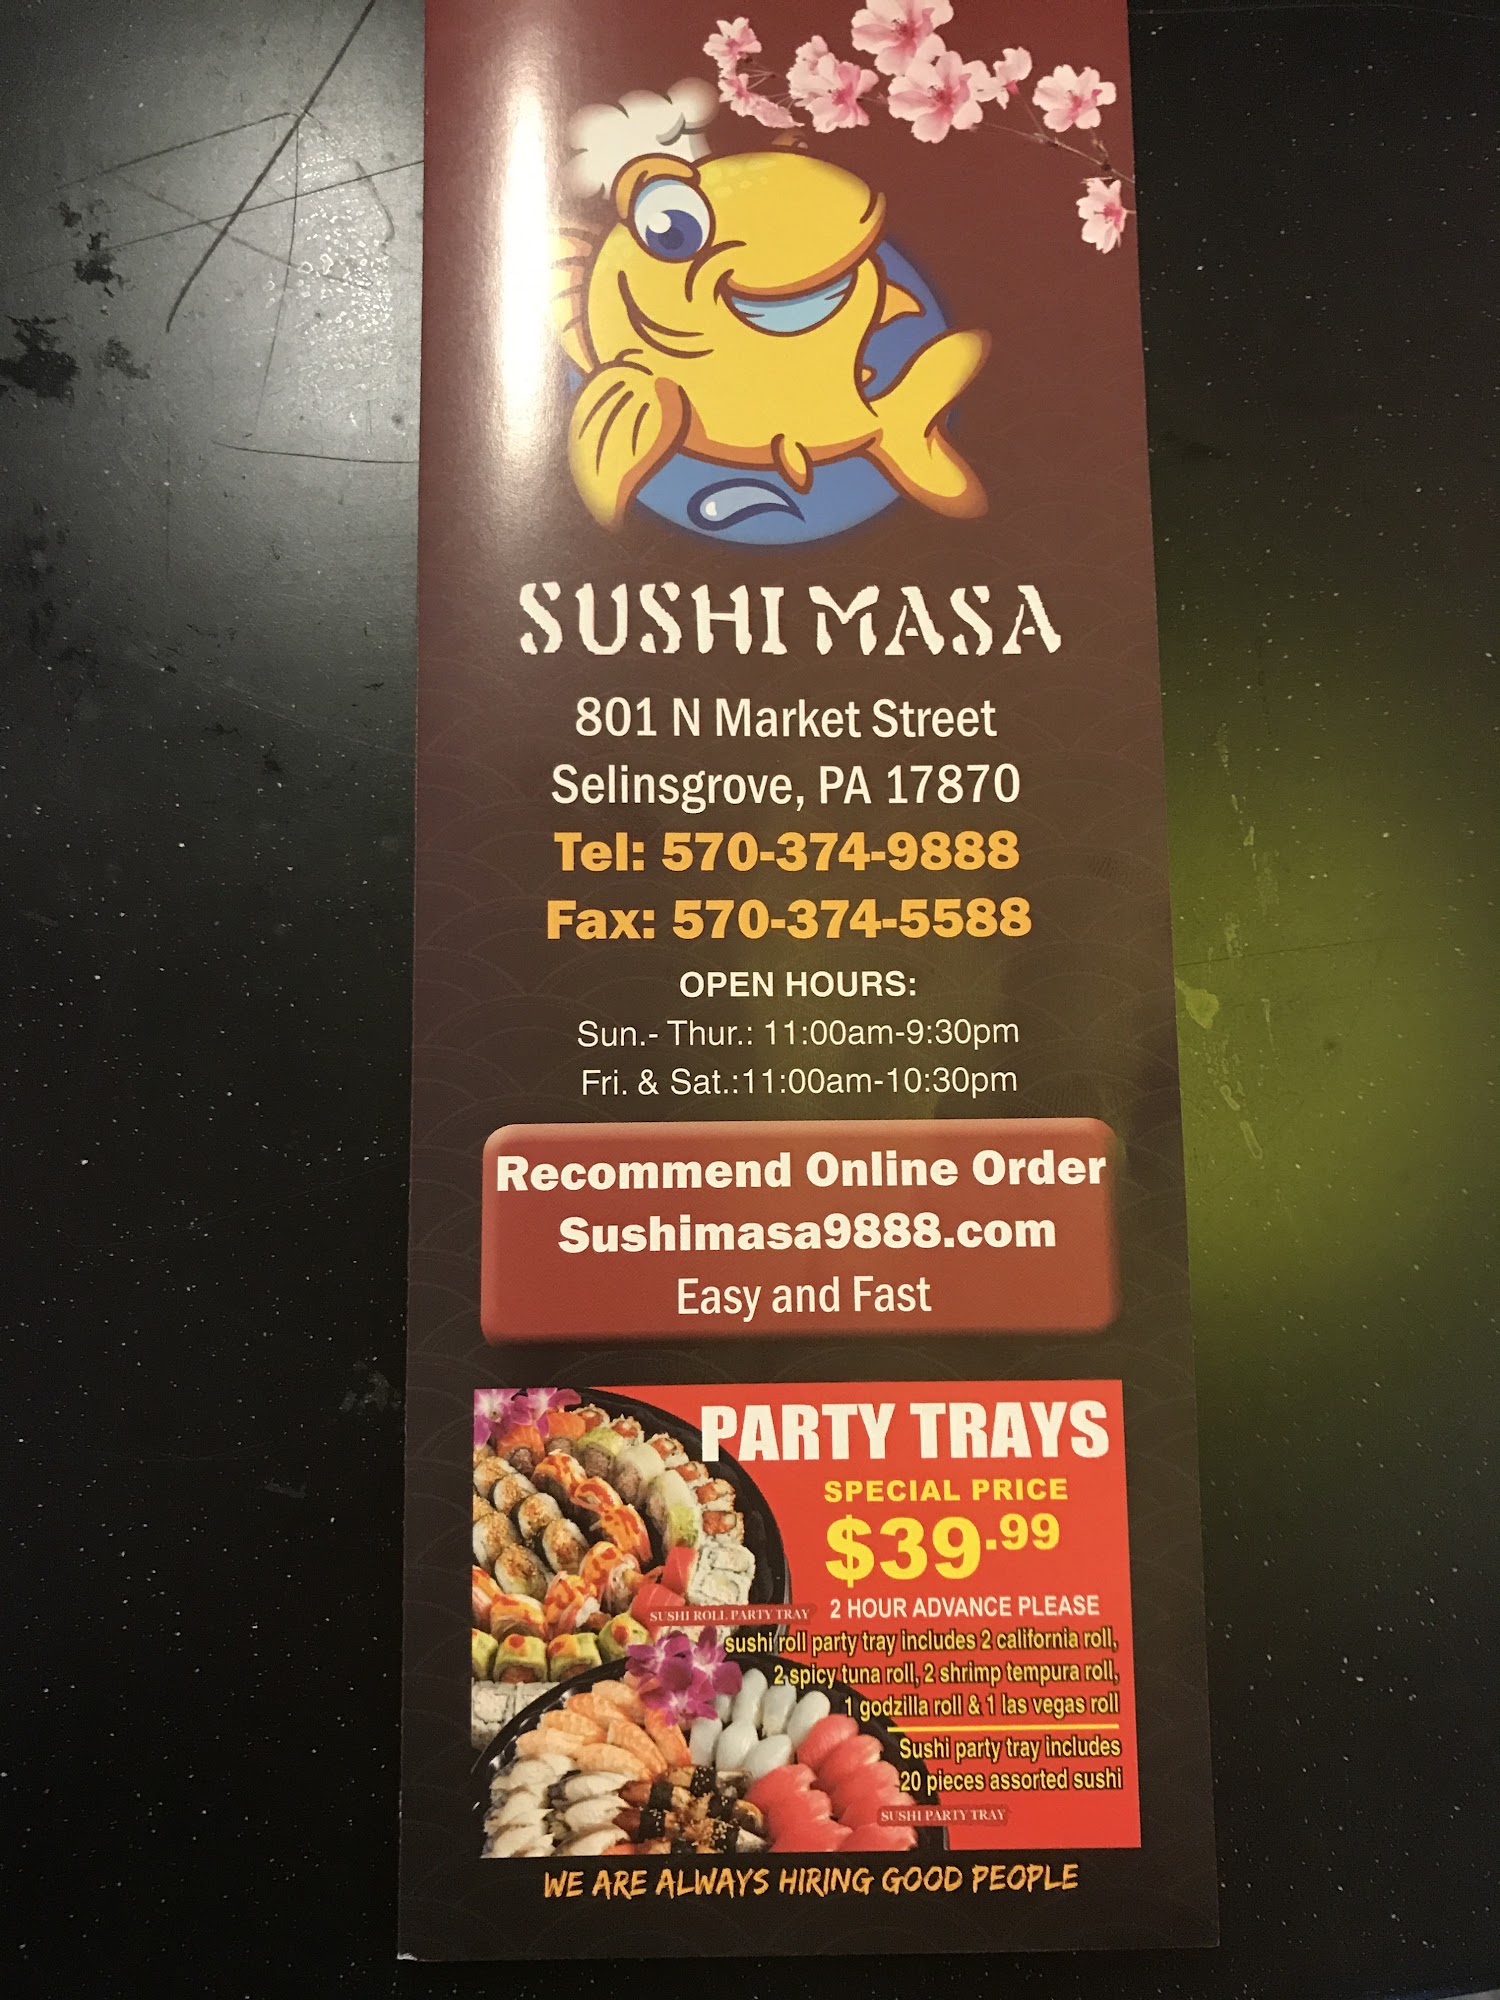 SUSHI MASA
801 N Market Street
Selinsgrove, PA 17870
Tel: 570-374-9888
Fax: 570-374-5588
OPEN HOURS:
Sun.- Thur.: 11:00am-9:30pm
Fri. & Sat.:11:00am-10:30pm
Recommend Online Order
Sushimasa9888.com
Easy and Fast
PARTY TRAYS
SPECIAL PRICE
$39.99
2 HOUR ADVANCE PLEASE
SUSHI ROLL PARTY TRAY
sushi roll party tray includes 2 california roll,
2 spicy tuna roll, 2 shrimp tempura roll,
1 godzilla roll & 1 las vegas roll
Sushi party tray includes
20 pieces assorted sushi
SUSHI PARTY TRAY
WE ARE ALWAYS HIRING GOOD PEOPLE